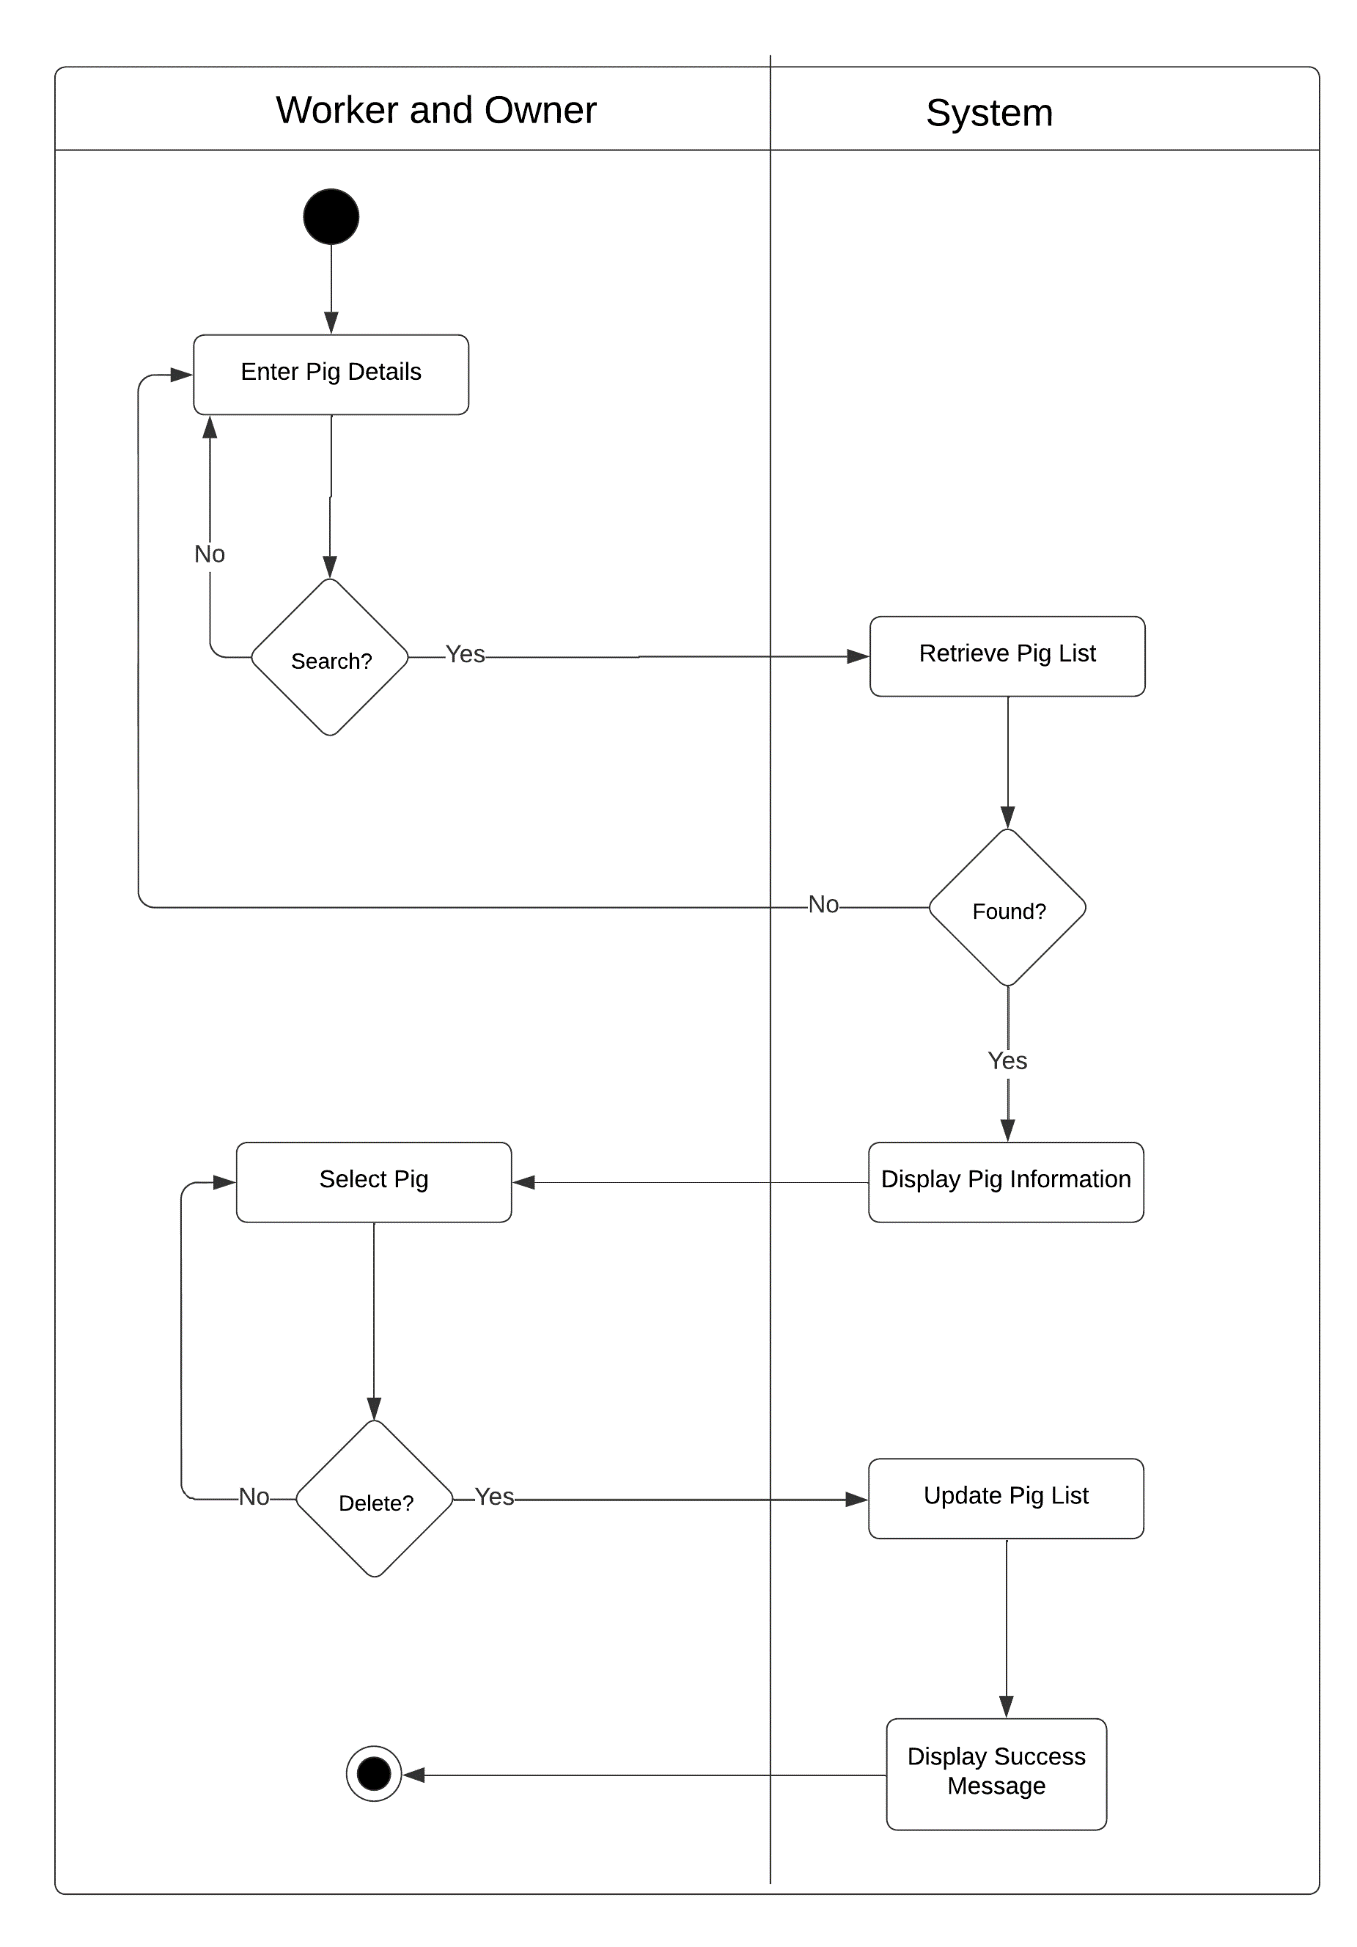 Worker and Owner
System
Enter Pig Details
No
Search?
Yes
Retrieve Pig List
No
Found?
Yes
Select Pig
Display Pig Information
No
Delete?
Yes
Update Pig List
Display Success
Message